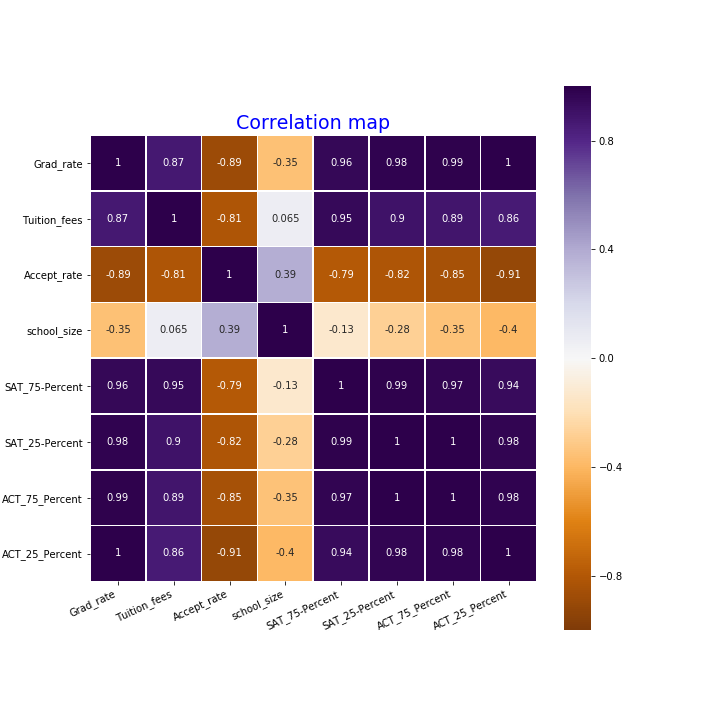 Correlation map
Grad_rate 1 0.87 -0.89 -0.35 0.96 0.98 0.99 1
Tuition_fees 0.87 1 -0.81 0.065 0.95 0.9 0.89 0.86
Accept_rate -0.89 -0.81 1 0.39 -0.79 -0.82 -0.85 -0.91
school_size -0.35 0.065 0.39 1 -0.13 -0.28 -0.35 -0.4
SAT_75-Percent 0.96 0.95 -0.79 -0.13 1 0.99 0.97 0.94
SAT_25-Percent 0.98 0.9 -0.82 -0.28 0.99 1 1 0.98
ACT_75_Percent 0.99 0.89 -0.85 -0.35 0.97 1 1 0.98
ACT_25_Percent 1 0.86 -0.91 -0.4 0.94 0.98 0.98 1
Grad_rate Tuition_fees Accept_rate school_size SAT_75-Percent SAT_25-Percent ACT_75_Percent ACT_25_Percent
0.8
0.4
0.0
−0.4
−0.8